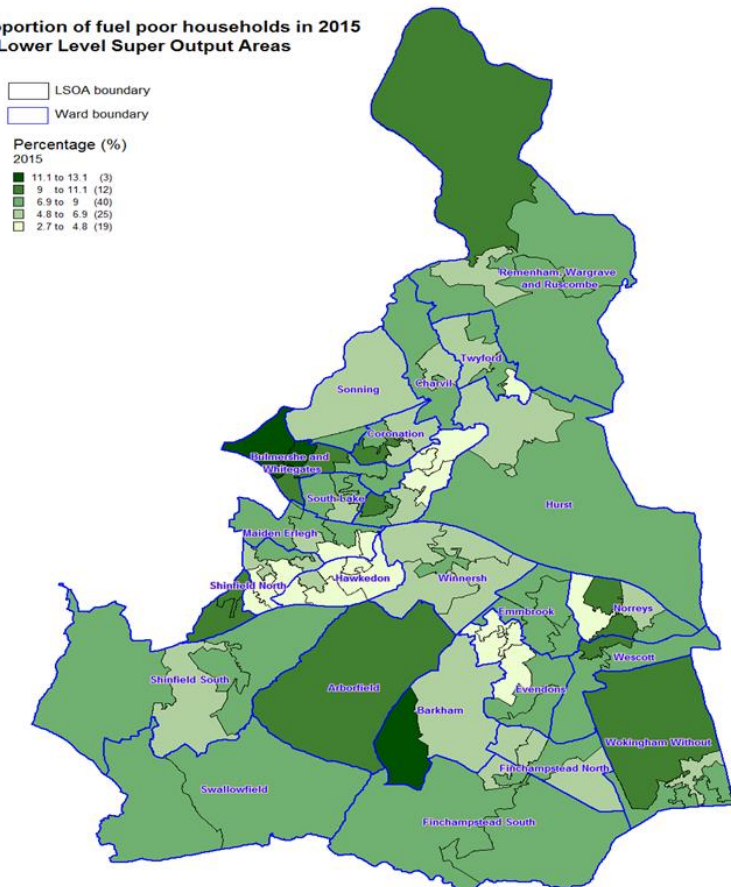 oportion of fuel poor households in 2015
Lower Level Super Output Areas
LSOA boundary
Ward boundary
Percentage (%)
2015
11.1 to 13.1 (3)
9 to 11.1 (12)
6.9 to 9 (40)
4.8 to 6.9 (25)
2.7 to 4.8 (19)
Remenham, Wargrave
and Ruscombe
Twyford
Charvil
Sonning
Coronation
Bulmershe and
Whitegates
South Lake
Hurst
Maiden Erlegh
Shinfield North
Hawkedon
Winnersh
Emmbrook
Norreys
Wescott
Shinfield South
Arborfield
Barkham
Evendons
Wokingham Without
Finchampstead North
Swallowfield
Finchampstead South